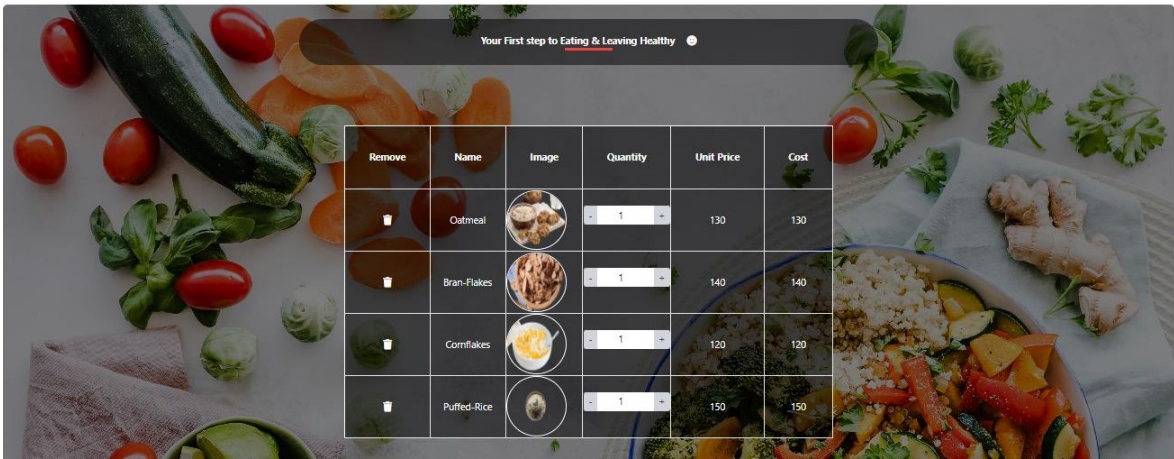 Your First step to Eating & Leaving Healthy
Remove Name Image Quantity Unit Price Cost
Oatmeal - 1 + 130 130
Bran-Flakes - 1 + 140 140
Cornflakes - 1 + 120 120
Puffed-Rice - 1 + 150 150